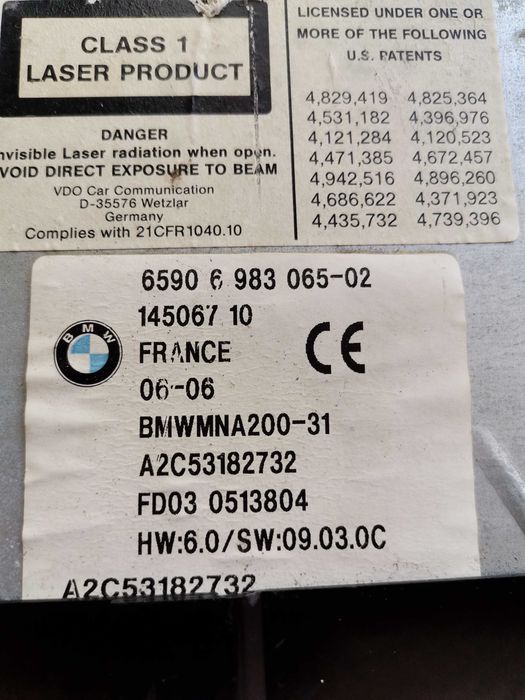 CLASS 1
LASER PRODUCT
DANGER
nvisible Laser radiation when open.
VOID DIRECT EXPOSURE TO BEAM
VDO Car Communication
D-35576 Wetzlar
Germany
Complies with 21CFR1040.10
LICENSED UNDER ONE OR
MORE OF THE FOLLOWING
U.S. PATENTS
4,829,419 4,825,364
4,531,182 4,396,976
4,121,284 4,120,523
4,471,385 4,672,457
4,942,516 4,896,260
4,686,622 4,371,923
4,435,732 4,739,396
6590 6 983 065-02
145067 10
BMW
FRANCE
CE
06-06
BMWMNA200-31
A2C53182732
FD03 0513804
HW:6.0/SW:09.03.0C
A2C53182732